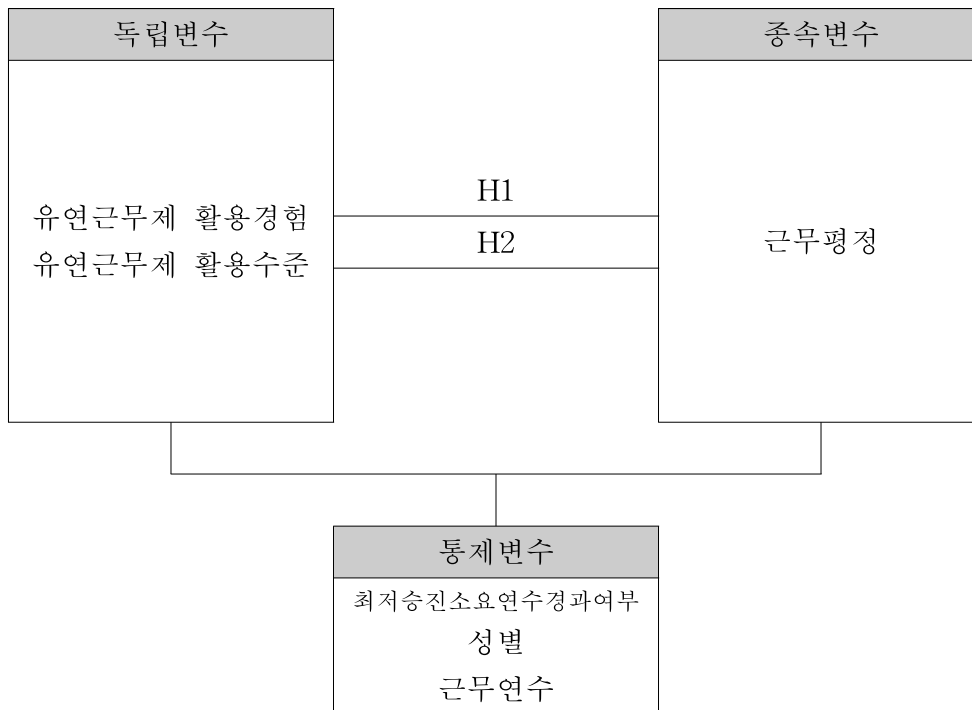 독립변수
종속변수
유연근무제 활용경험
유연근무제 활용수준
H1
H2
근무평정
통제변수
최저승진소요연수경과여부
성별
근무연수